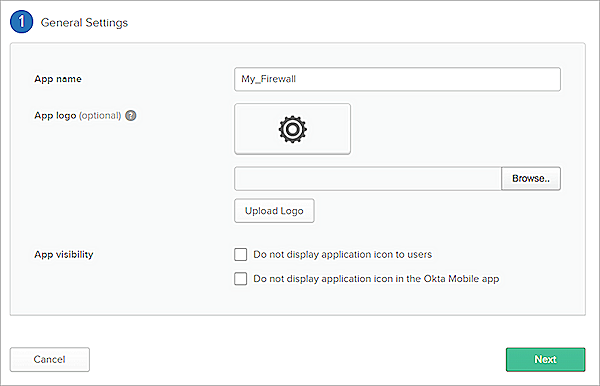 1 General Settings
App name
My_Firewall
App logo (optional) ?
Browse..
Upload Logo
App visibility
Do not display application icon to users
Do not display application icon in the Okta Mobile app
Cancel
Next